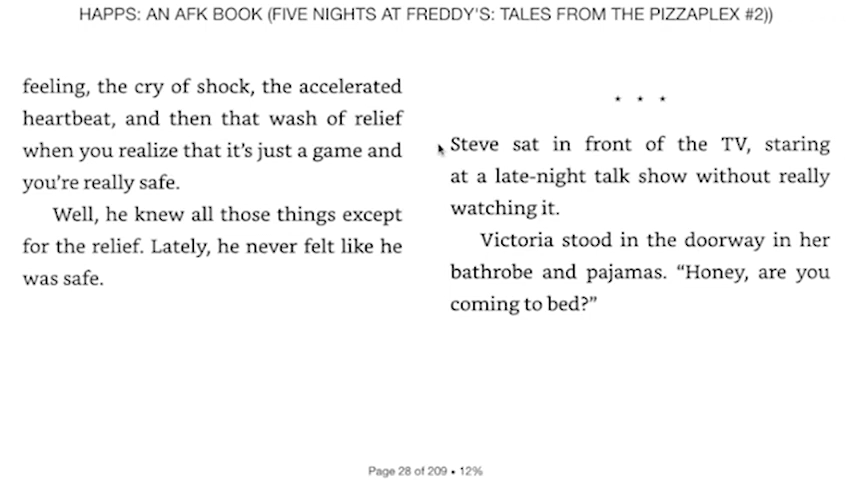 HAPPS: AN AFK BOOK (FIVE NIGHTS AT FREDDY'S: TALES FROM THE PIZZAPLEX #2))
feeling, the cry of shock, the accelerated
heartbeat, and then that wash of relief
when you realize that it's just a game and
you're really safe.
Well, he knew all those things except
for the relief. Lately, he never felt like he
was safe.
* * *
Steve sat in front of the TV, staring
at a late-night talk show without really
watching it.
Victoria stood in the doorway in her
bathrobe and pajamas. “Honey, are you
coming to bed?”
Page 28 of 209 • 12%